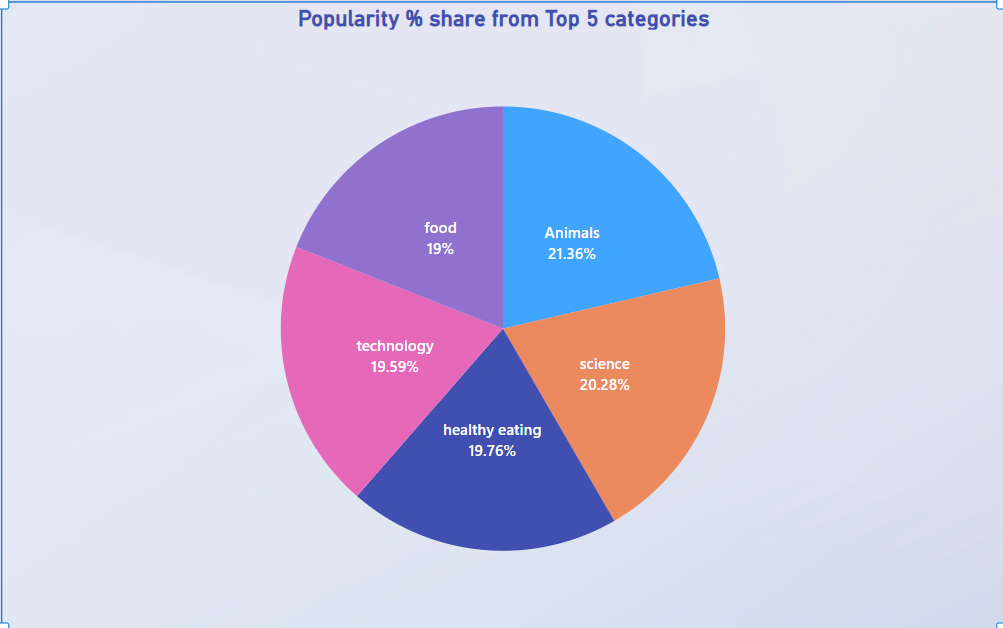 Popularity % share from Top 5 categories
food
19%
Animals
21.36%
technology
19.59%
science
20.28%
healthy eating
19.76%